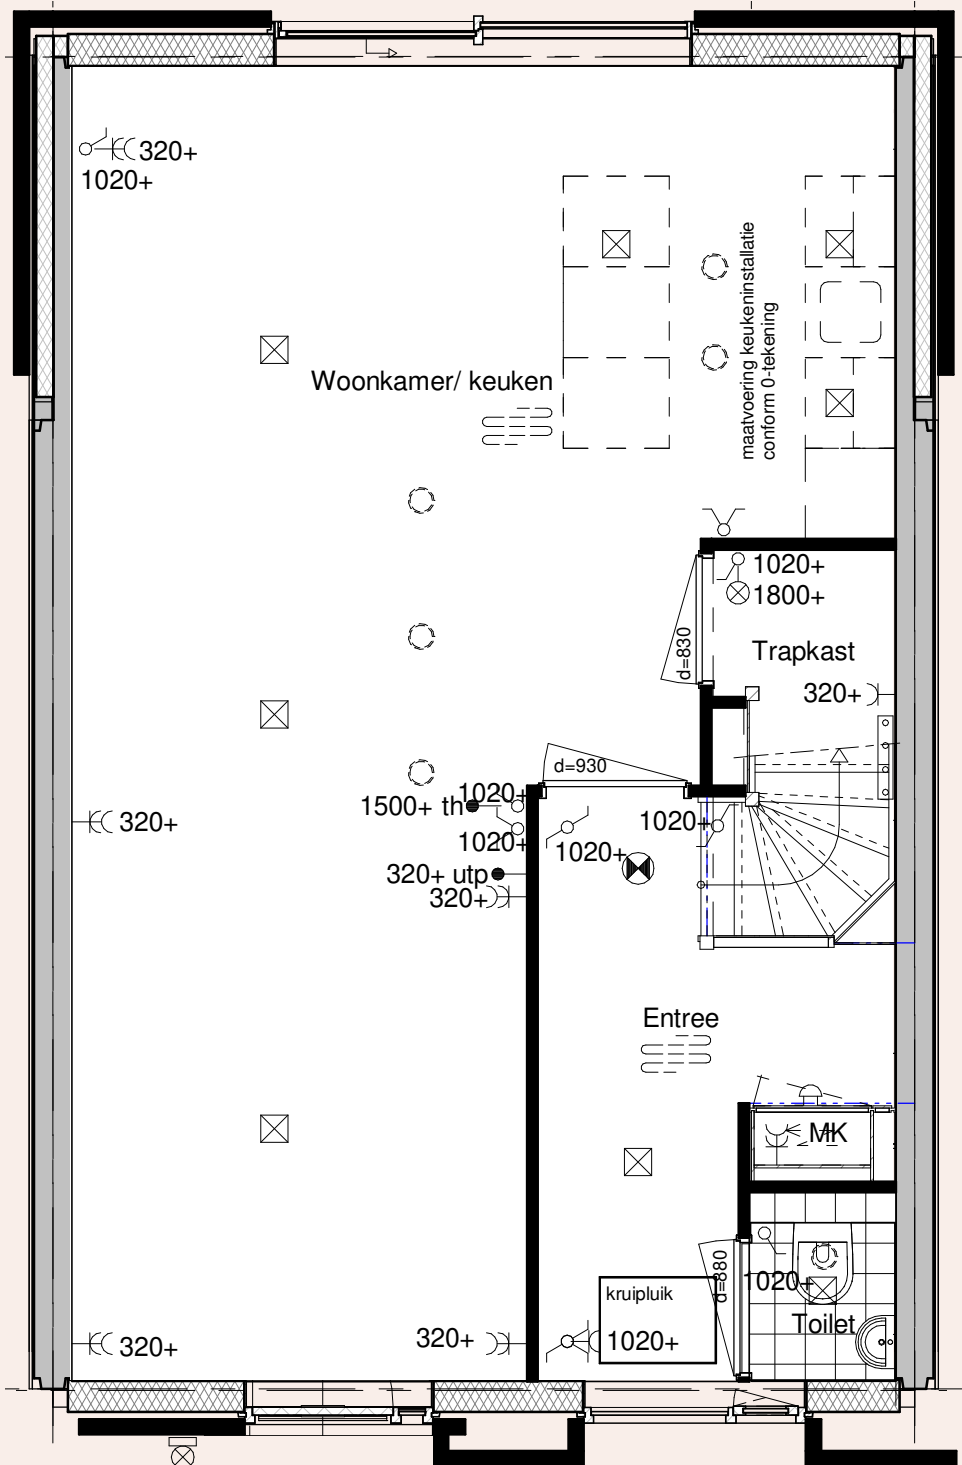 320+
1020+
maatvoering keukeninstallatie
conform 0-tekening
Woonkamer/ keuken
1020+
1800+
d=830
Trapkast
320+
d=930
1020+
1500+ th
320+
1020+
1020+
1020+
320+ utp
320+
Entree
MK
d=880
1020+
kruipluik
Toilet
320+
320+
1020+